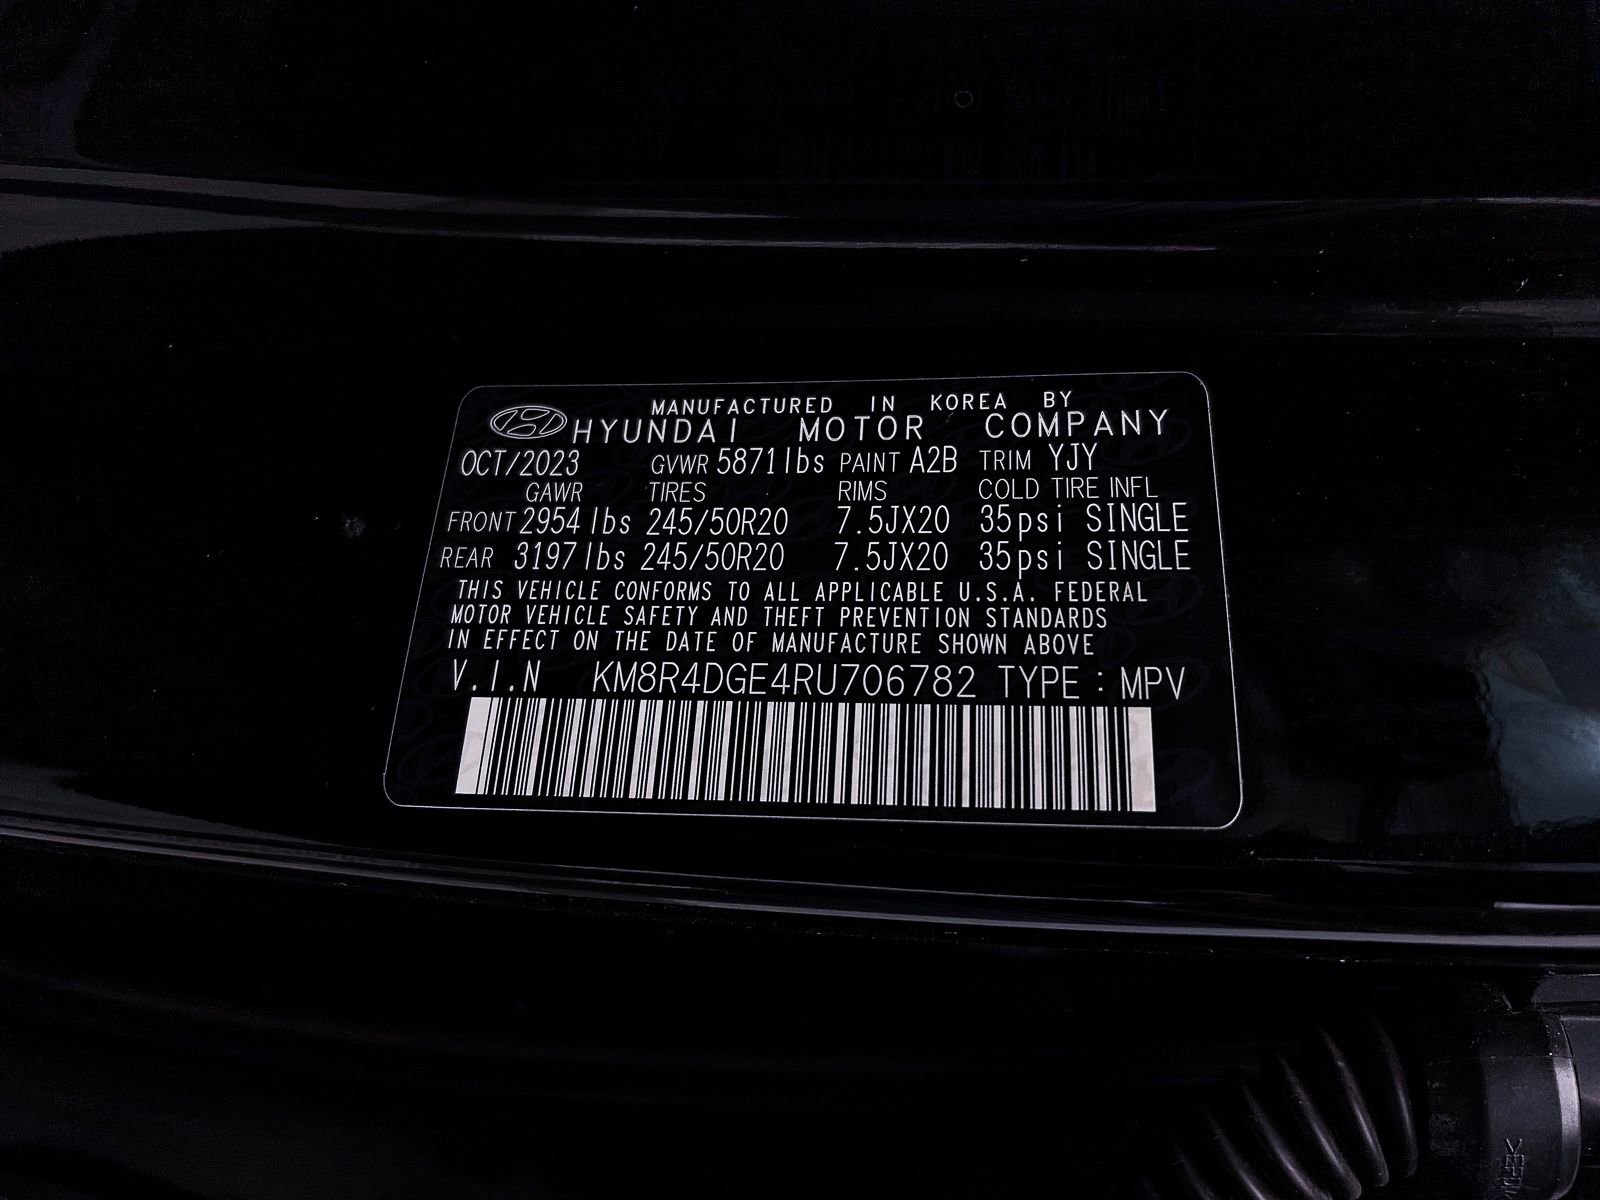 MANUFACTURED IN KOREA BY
HYUNDAI MOTOR COMPANY
OCT/2023 GVWR 5871lbs PAINT A2B TRIM YJY
GAWR TIRES RIMS COLD TIRE INFL
FRONT 2954lbs 245/50R20 7.5JX20 35psi SINGLE
REAR 3197lbs 245/50R20 7.5JX20 35psi SINGLE
THIS VEHICLE CONFORMS TO ALL APPLICABLE U.S.A. FEDERAL
MOTOR VEHICLE SAFETY AND THEFT PREVENTION STANDARDS
IN EFFECT ON THE DATE OF MANUFACTURE SHOWN ABOVE
V.I.N KM8R4DGE4RU706782 TYPE : MPV